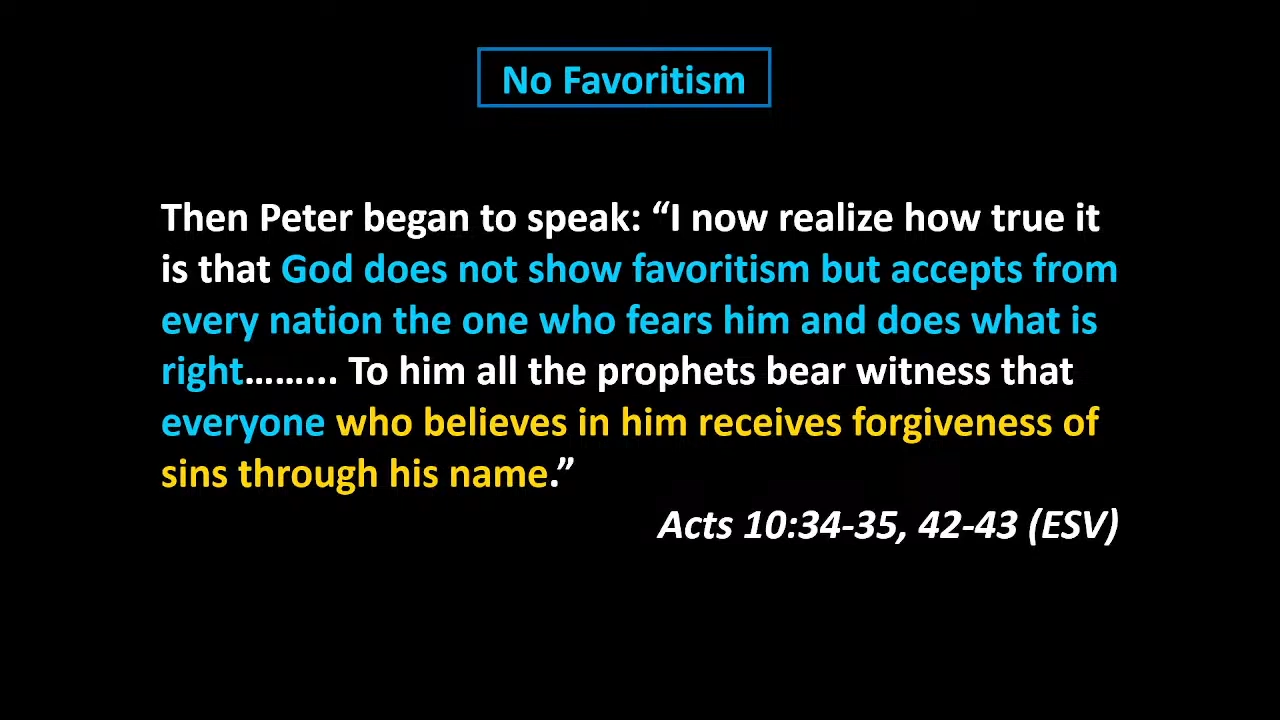 No Favoritism
Then Peter began to speak: “I now realize how true it
is that God does not show favoritism but accepts from
every nation the one who fears him and does what is
right……... To him all the prophets bear witness that
everyone who believes in him receives forgiveness of
sins through his name.”
Acts 10:34-35, 42-43 (ESV)